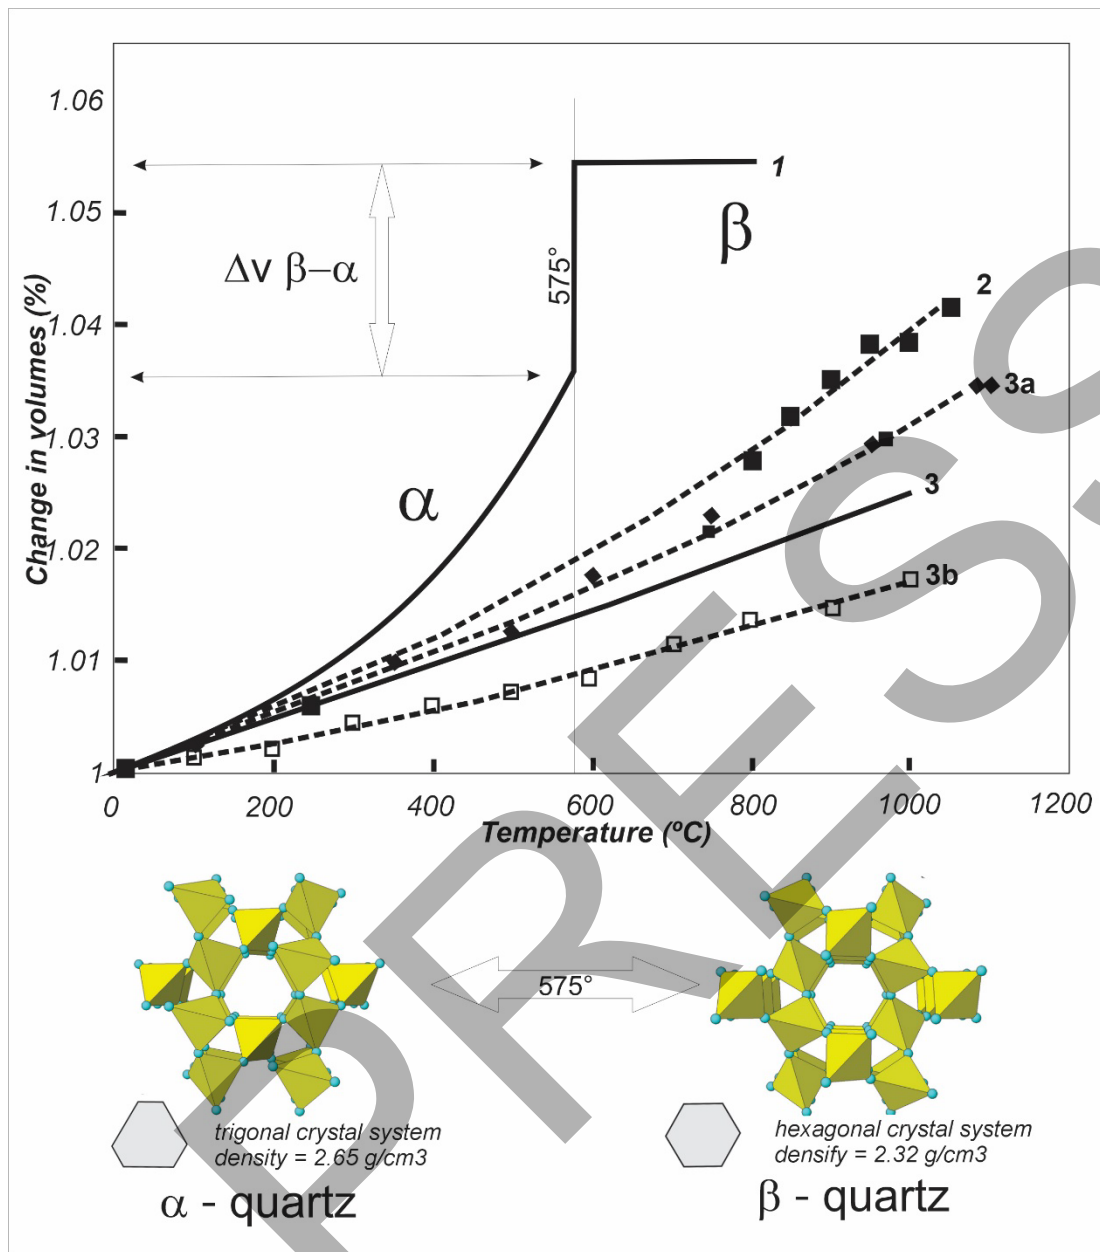 1.06
1
1.05
β
575°
Δv β–α
2
1.04
3a
Change in volumes (%)
1.03
α
3
1.02
3b
1.01
1
0
200
400
600
800
1000
1200
Temperature (ºC)
575°
trigonal crystal system
density = 2.65 g/cm3
α - quartz
hexagonal crystal system
densify = 2.32 g/cm3
β - quartz
PRESS